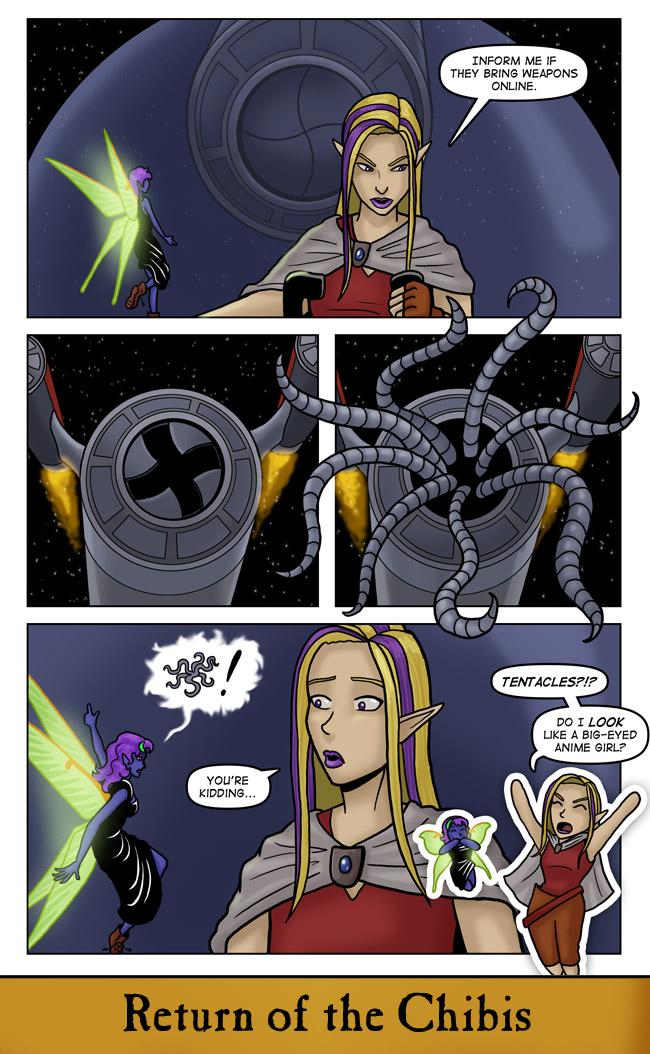 INFORM ME IF
THEY BRING WEAPONS
ONLINE.
!
YOU'RE
KIDDING...
TENTACLES?!?
DO I LOOK
LIKE A BIG-EYED
ANIME GIRL?
Return of the Chibis